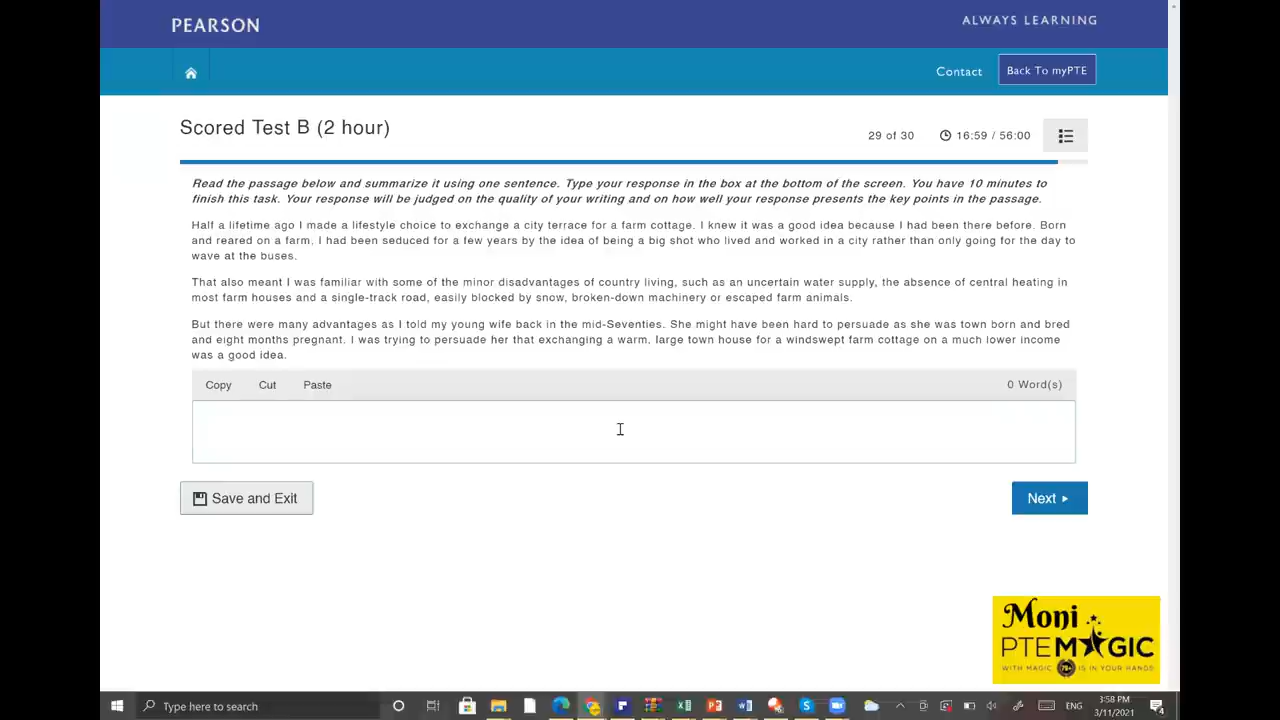 PEARSON
ALWAYS LEARNING
Contact
Back To myPTE
Scored Test B (2 hour)
29 of 30
16:59 / 56:00
Read the passage below and summarize it using one sentence. Type your response in the box at the bottom of the screen. You have 10 minutes to
finish this task. Your response will be judged on the quality of your writing and on how well your response presents the key points in the passage.
Half a lifetime ago I made a lifestyle choice to exchange a city terrace for a farm cottage. I knew it was a good idea because I had been there before. Born
and reared on a farm, I had been seduced for a few years by the idea of being a big shot who lived and worked in a city rather than only going for the day to
wave at the buses.
That also meant I was familiar with some of the minor disadvantages of country living, such as an uncertain water supply, the absence of central heating in
most farm houses and a single-track road, easily blocked by snow, broken-down machinery or escaped farm animals.
But there were many advantages as I told my young wife back in the mid-Seventies. She might have been hard to persuade as she was town born and bred
and eight months pregnant. I was trying to persuade her that exchanging a warm, large town house for a windswept farm cottage on a much lower income
was a good idea.
Copy Cut Paste
0 Word(s)
Save and Exit
Next
Moni
PTEMAGIC
WITH MAGIC 79+ IS IN YOUR HANDS
Type here to search
ENG
3:58 PM
3/11/2021
4